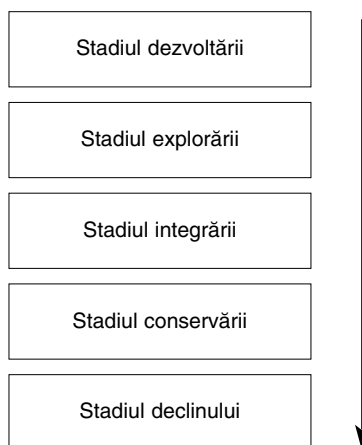 Stadiul dezvoltării
Stadiul explorării
Stadiul integrării
Stadiul conservării
Stadiul declinului